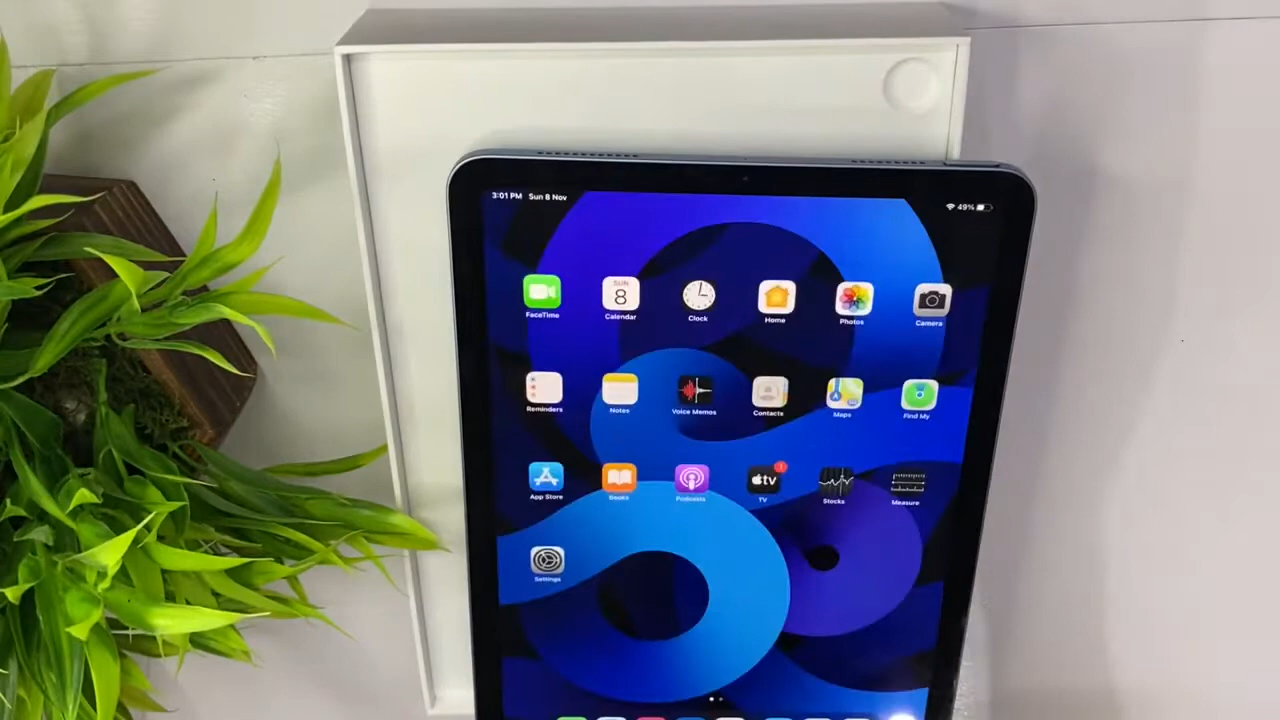 3:01 PM Sun 8 Nov
49%
SUN
8
FaceTime Calendar Clock Home Photos Camera
Reminders Notes Voice Memos Contacts Maps Find My
tv
1
App Store Books Podcasts TV Stocks Measure
Settings